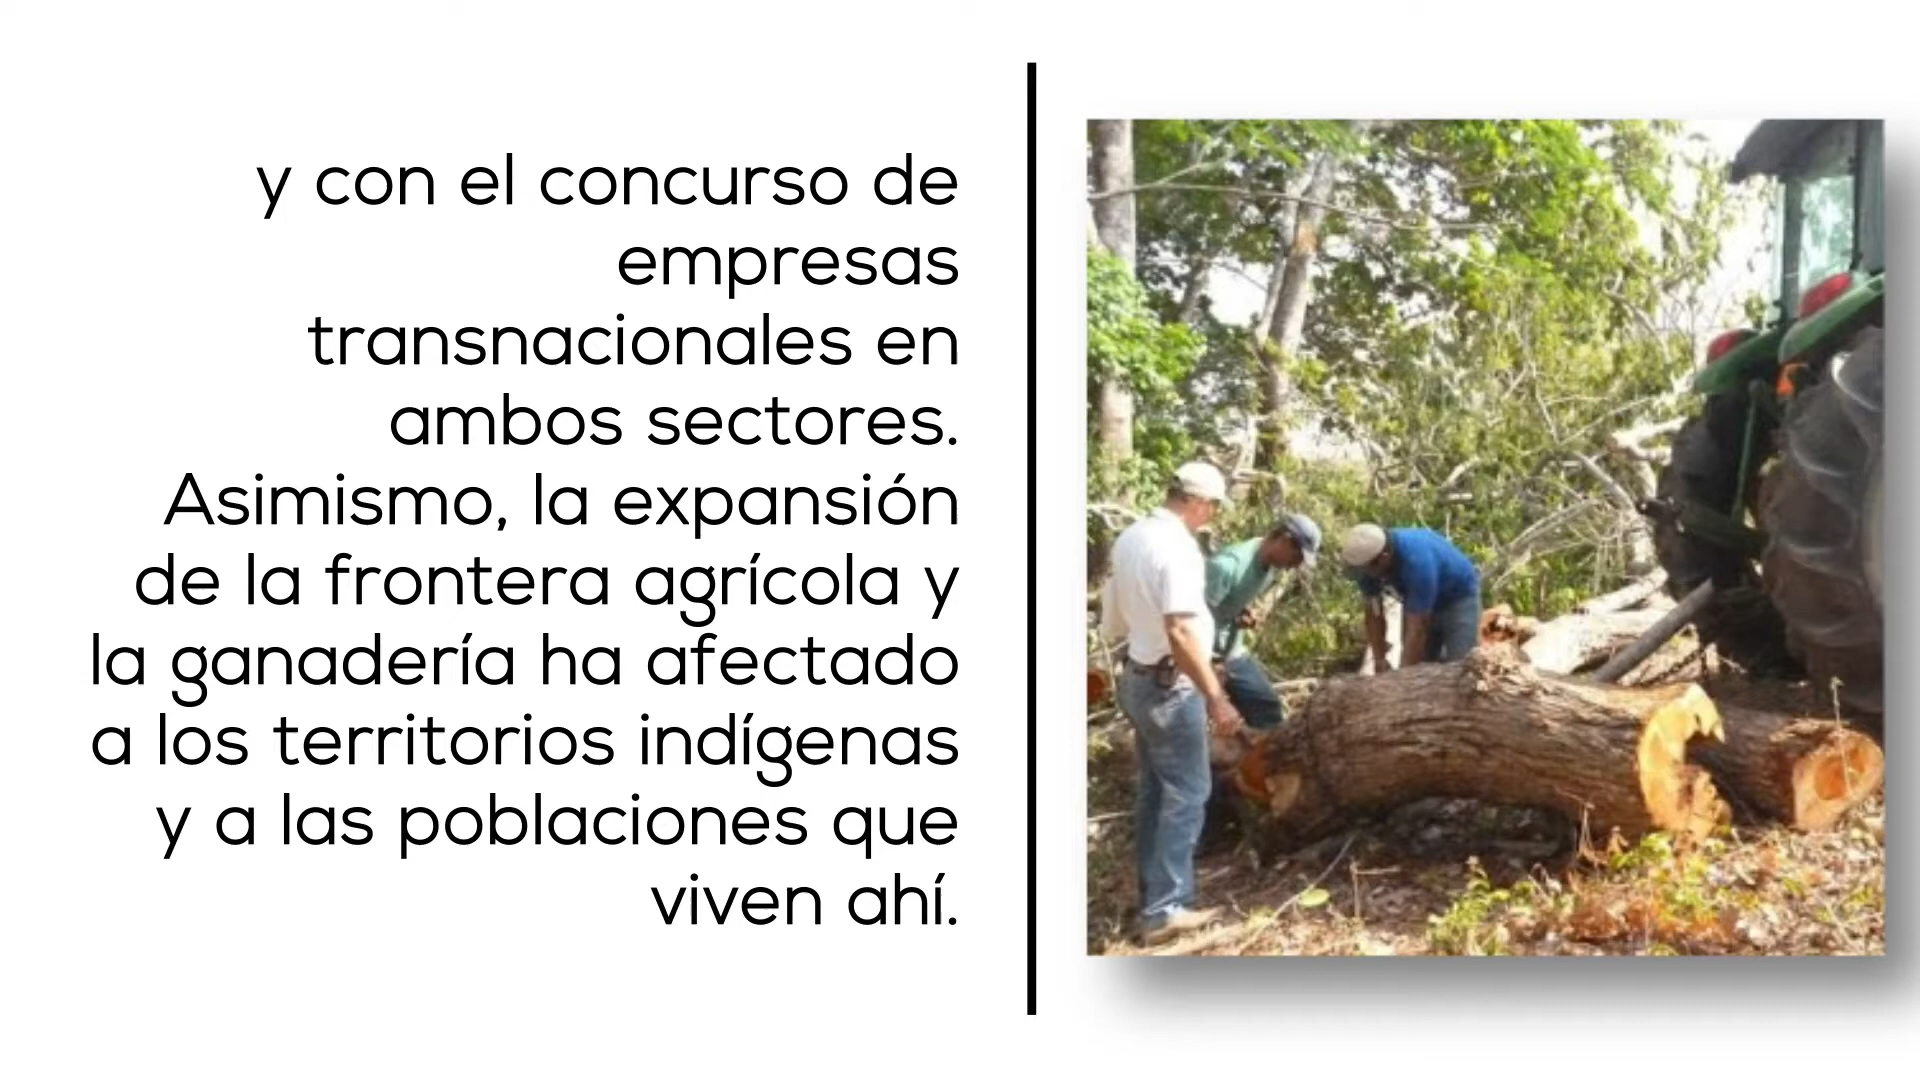 y con el concurso de
empresas
transnacionales en
ambos sectores.
Asimismo, la expansión
de la frontera agrícola y
la ganadería ha afectado
a los territorios indígenas
y a las poblaciones que
viven ahí.